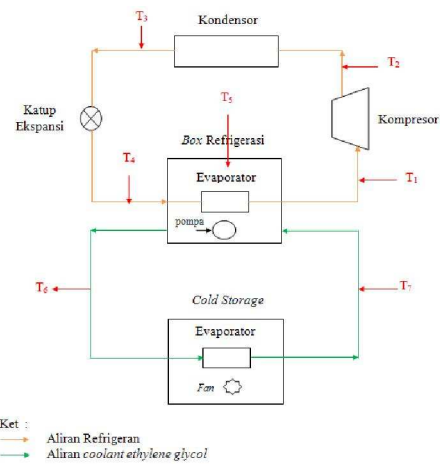 T3
Kondensor
T2
T5
Katup
Ekspansi
Kompresor
Box Refrigerasi
T4
Evaporator
T1
pompa
T6
T7
Cold Storage
Evaporator
Fan
Ket :
Aliran Refrigeran
Aliran coolant ethylene glycol